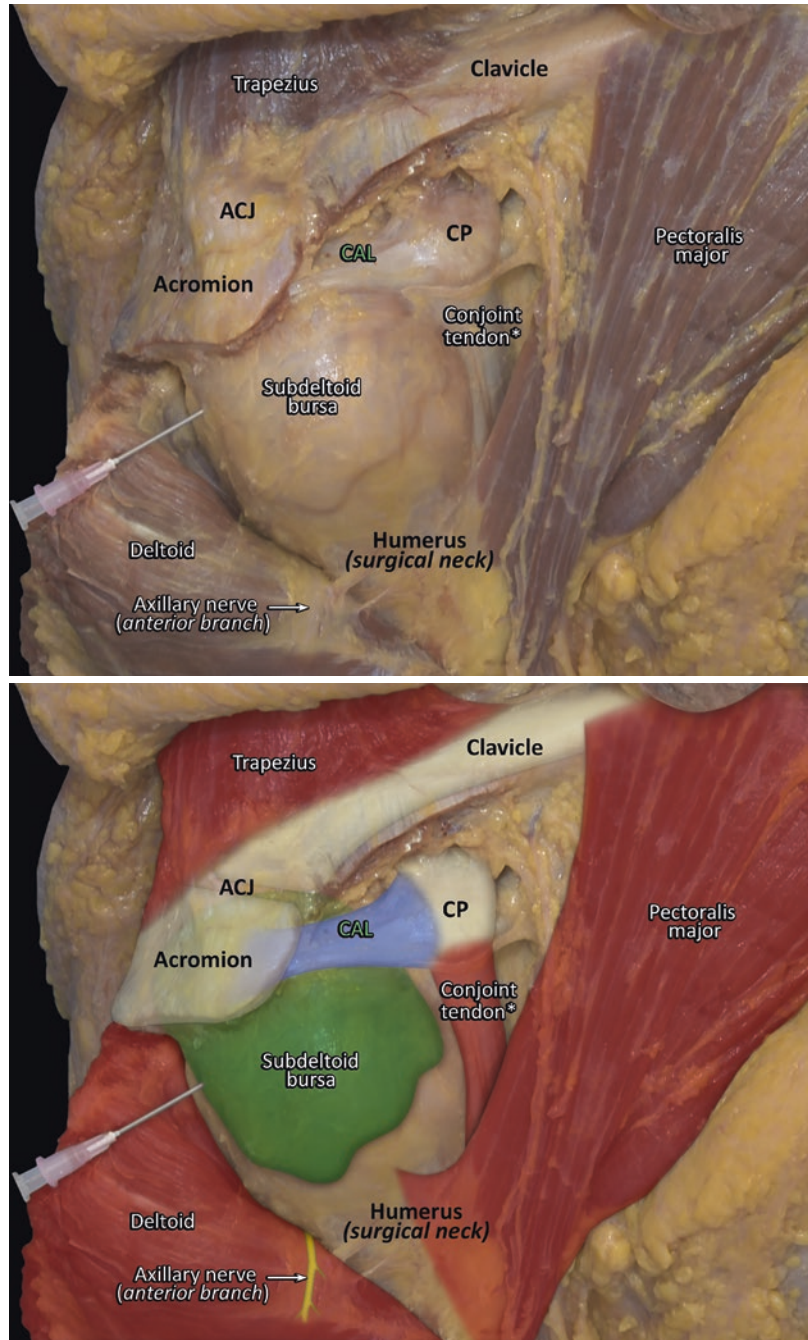 Clavicle
Trapezius
ACJ
CP
CAL
Pectoralis
major
Acromion
Conjoint
tendon*
Subdeltoid
bursa
Deltoid
Humerus
(surgical neck)
Axillary nerve
(anterior branch)
Clavicle
Trapezius
ACJ
CP
CAL
Pectoralis
major
Acromion
Conjoint
tendon*
Subdeltoid
bursa
Deltoid
Humerus
(surgical neck)
Axillary nerve
(anterior branch)